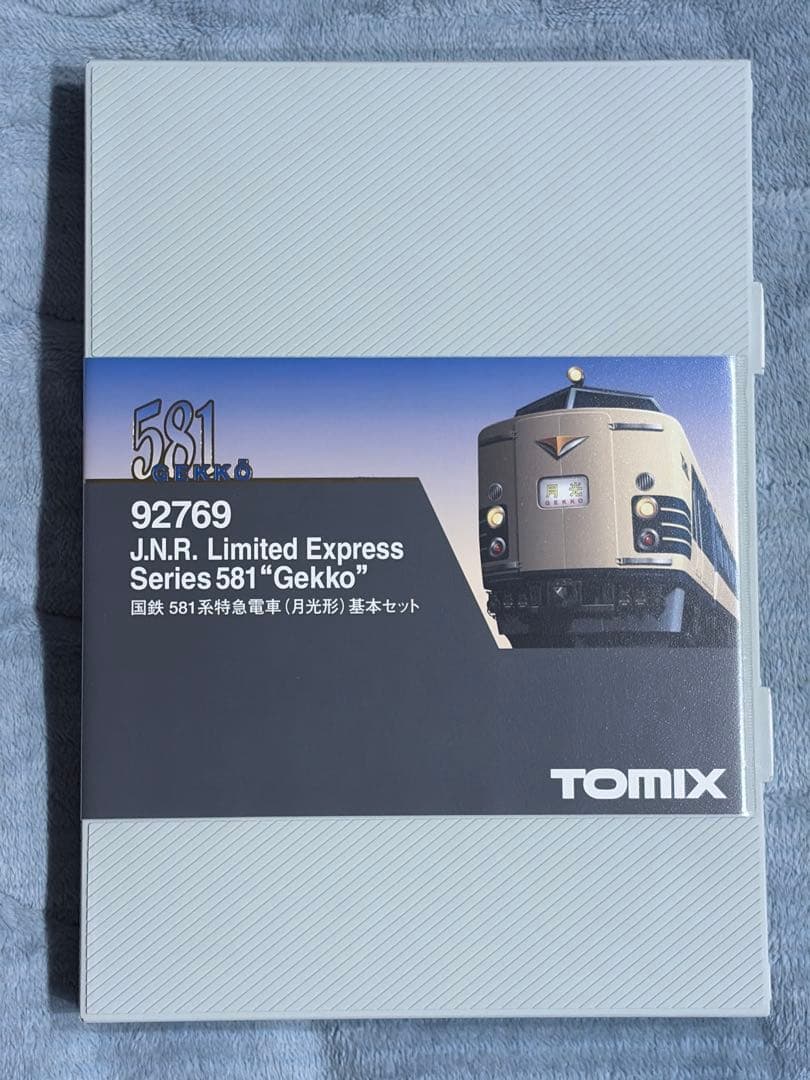 581
GEKKŌ
92769
J.N.R. Limited Express
Series 581 “Gekko”
国鉄 581系特急電車(月光形)基本セット
月光
GEKKO
TOMIX